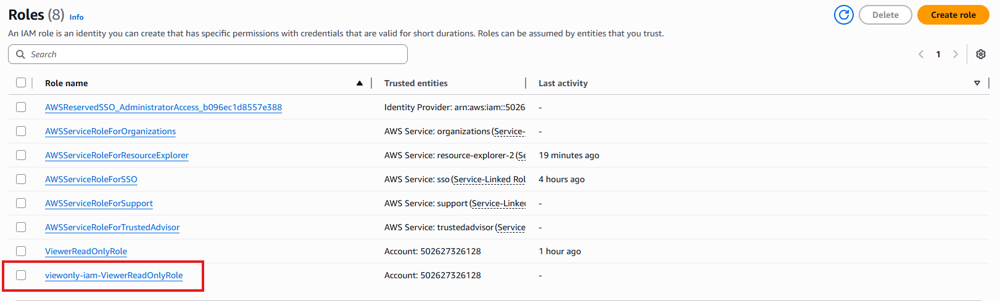 Roles (8) Info
Delete
Create role
An IAM role is an identity you can create that has specific permissions with credentials that are valid for short durations. Roles can be assumed by entities that you trust.
Search
1
Role name Trusted entities Last activity
AWSReservedSSO_AdministratorAccess_b096ec1d8557e388 Identity Provider: arn:aws:iam::5026 -
AWSServiceRoleForOrganizations AWS Service: organizations (Service- -
AWSServiceRoleForResourceExplorer AWS Service: resource-explorer-2 (Se 19 minutes ago
AWSServiceRoleForSSO AWS Service: sso (Service-Linked Rol 4 hours ago
AWSServiceRoleForSupport AWS Service: support (Service-Linked -
AWSServiceRoleForTrustedAdvisor AWS Service: trustedadvisor (Service -
ViewerReadOnlyRole Account: 502627326128 1 hour ago
viewonly-iam-ViewerReadOnlyRole Account: 502627326128 -